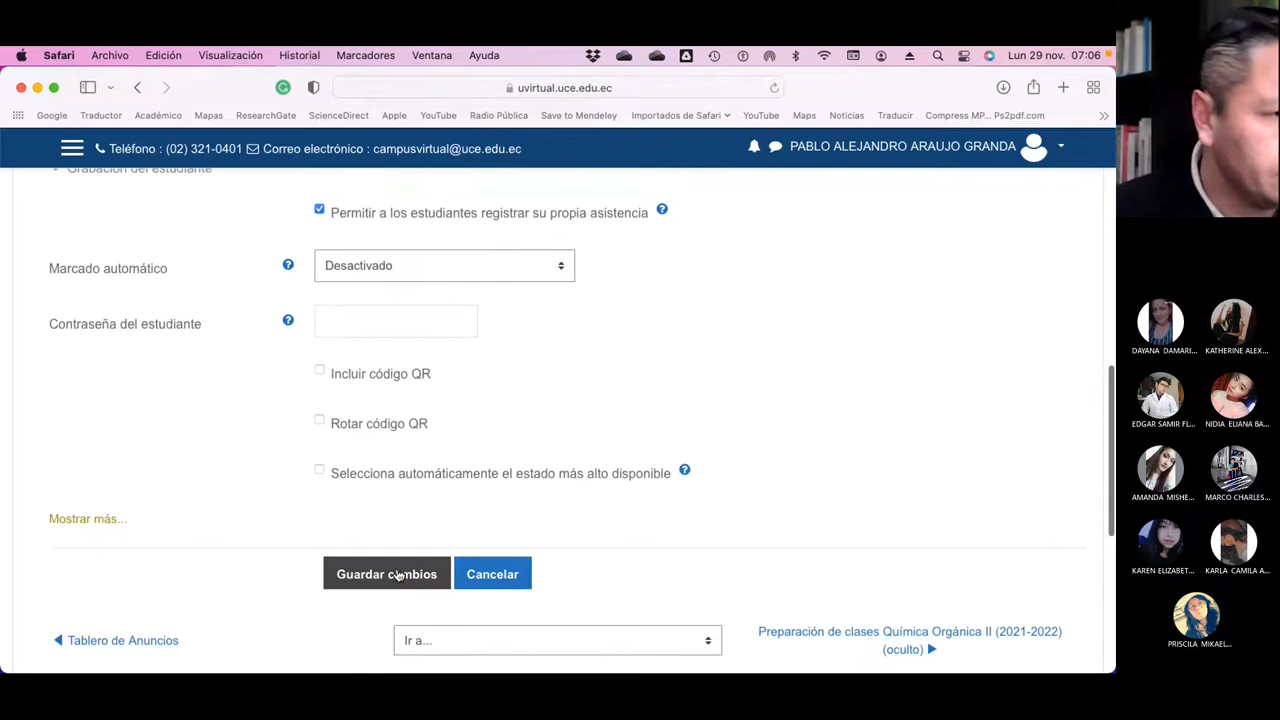 Safari Archivo Edición Visualización Historial Marcadores Ventana Ayuda Lun 29 nov. 07:06
uvirtual.uce.edu.ec
Google Traductor Académico Mapas ResearchGate ScienceDirect Apple YouTube Radio Pública Save to Mendeley Importados de Safari YouTube Maps Noticias Traducir Compress MP... Ps2pdf.com
Teléfono : (02) 321-0401 Correo electrónico : campusvirtual@uce.edu.ec PABLO ALEJANDRO ARAUJO GRANDA
Grabación del estudiante
Permitir a los estudiantes registrar su propia asistencia
Marcado automático Desactivado
Contraseña del estudiante
Incluir código QR
Rotar código QR
Selecciona automáticamente el estado más alto disponible
Mostrar más...
Guardar cambios Cancelar
Tablero de Anuncios Ir a... Preparación de clases Química Orgánica II (2021-2022)
(oculto)
DAYANA DAMARI... KATHERINE ALEX...
EDGAR SAMIR FL... NIDIA ELIANA BA...
AMANDA MISHE... MARCO CHARLES...
KAREN ELIZABET... KARLA CAMILA A...
PRISCILA MIKAEL...